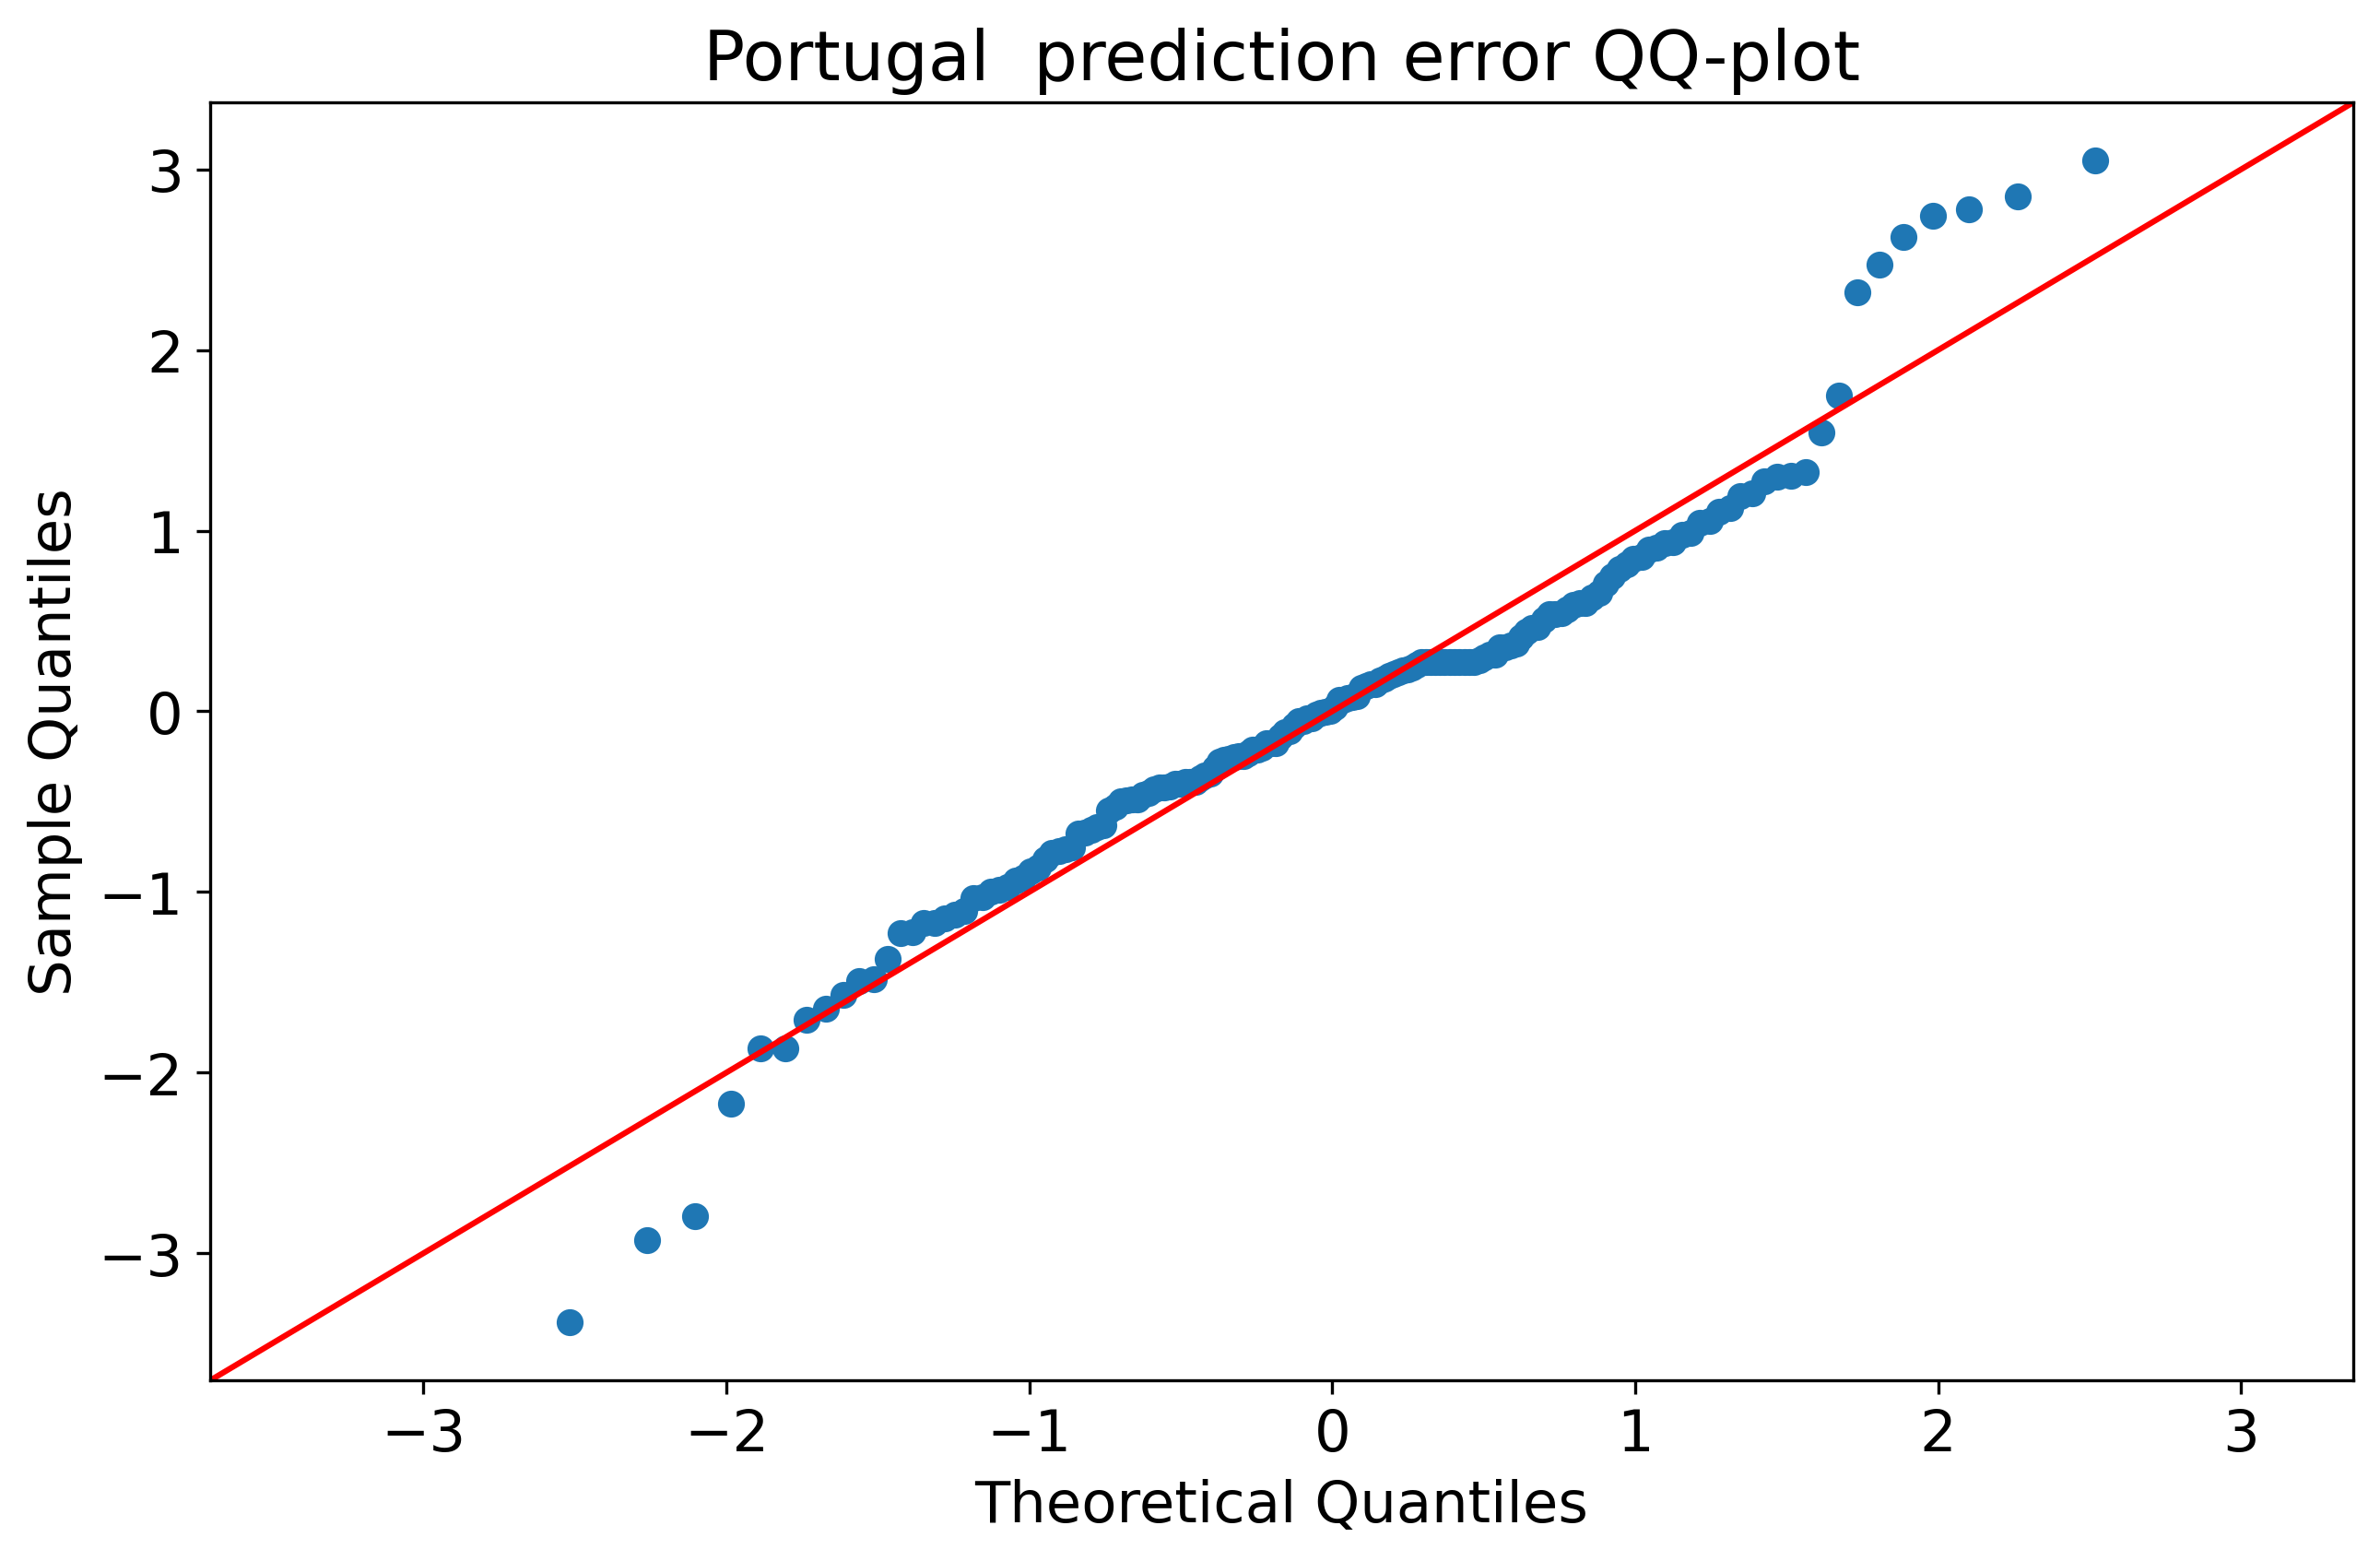 Portugal  prediction error QQ-plot
3
2
1
0
−1
−2
−3
Sample Quantiles
−3 −2 −1 0 1 2 3
Theoretical Quantiles